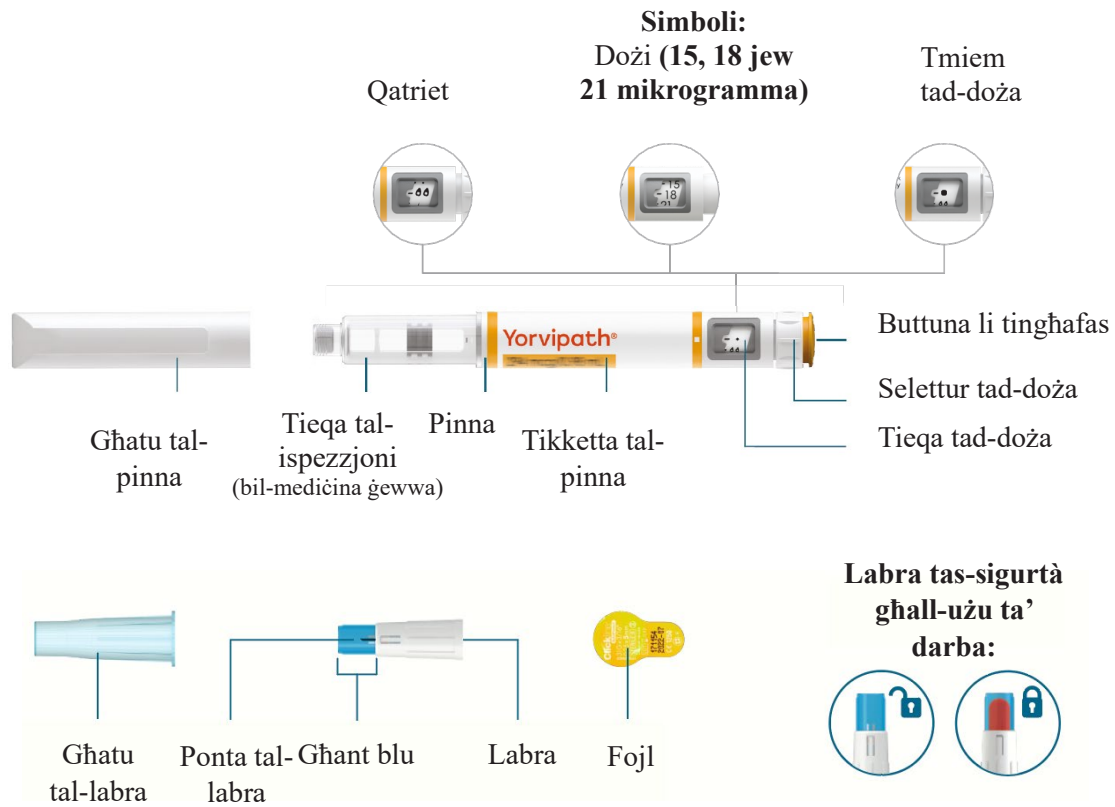 Simboli:
Dożi (15, 18 jew
21 mikrogramma)
Qatriet
Tmiem
tad-doża
15
18
21
Yorvipath®
Buttuna li tingħafas
Selettur tad-doża
Tieqa tad-doża
Għatu tal-
pinna
Tieqa tal-
ispezzjoni
(bil-mediċina ġewwa)
Pinna
Tikketta tal-
pinna
Labra tas-sigurtà
għall-użu ta’
darba:
Għatu
tal-labra
Ponta tal-
labra
Għant blu
Labra
Fojl